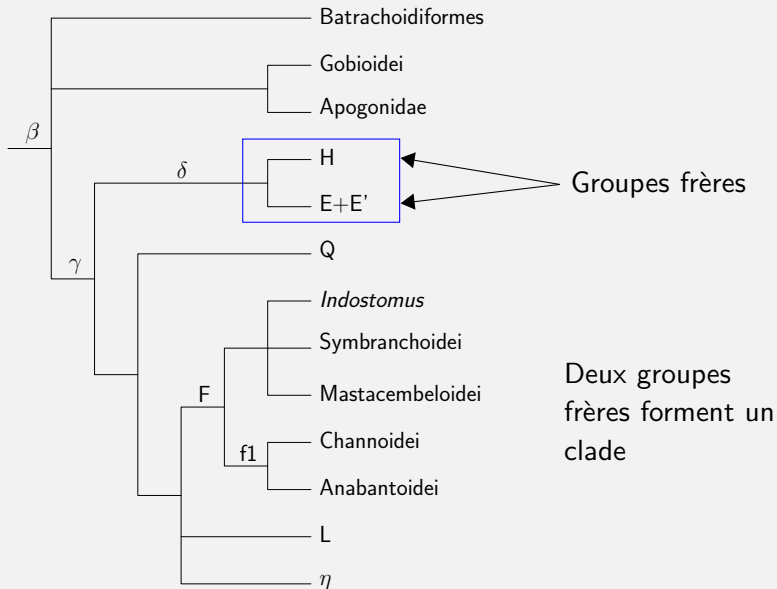 Batrachoidiformes
Gobioidei
Apogonidae
β
H
δ
E+E'
Groupes frères
Q
γ
Indostomus
Symbranchoidei
Mastacembeloidei
F
Channoidei
f1
Anabantoidei
L
η
Deux groupes
frères forment un
clade